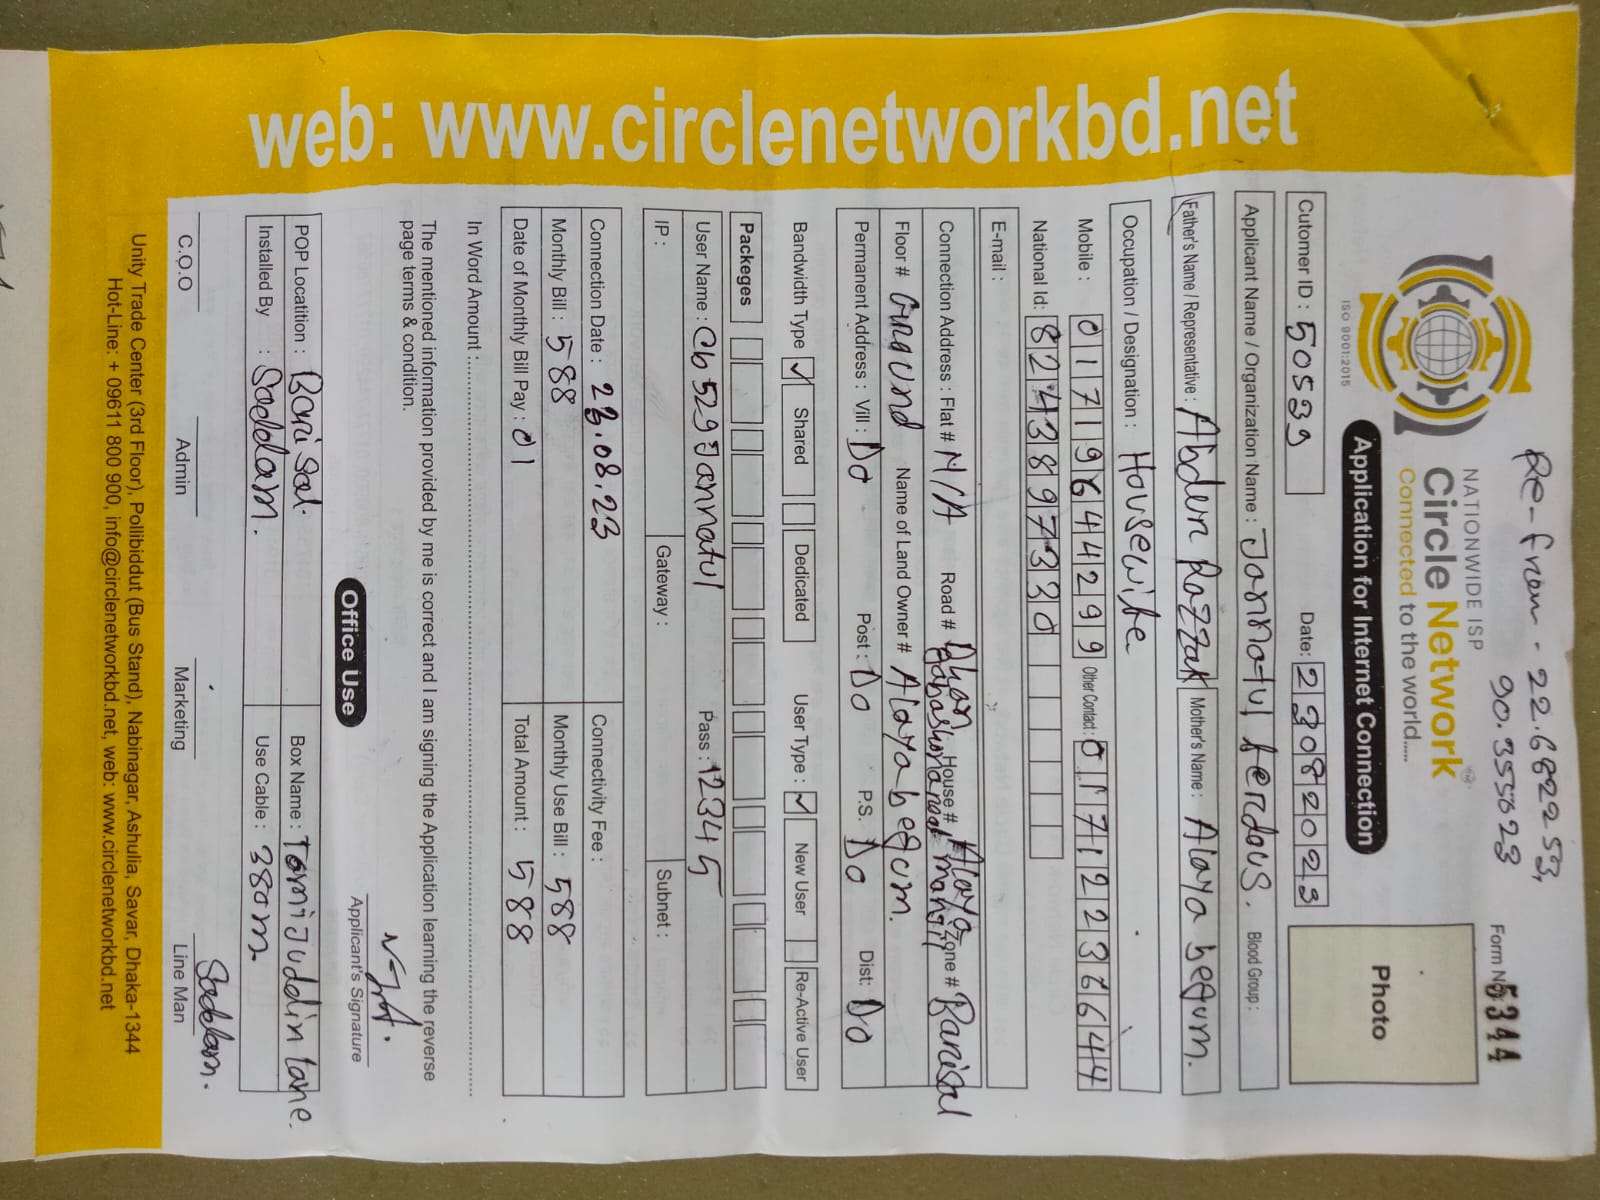 Re-from - 22.682253,
90.355823
Form No 5344
NATIONWIDE ISP
Circle Network
Connected to the world.....
ISO 9001:2015
Application for Internet Connection
Photo
Cutomer ID : 50539 Date: 23082023
Applicant Name / Organization Name : Jannatul ferdous. Blood Group :
Father's Name / Representative : Abdur Razzak Mother's Name : Alaya begum.
Occupation / Designation : Housewife
Mobile : 01719644299 Other Contact : 01712236644
National Id: 8243897330
E-mail :
Connection Address : Flat # N/A Road # House # Alaya manjil Zone # Barisal
Floor # Ground Name of Land Owner # Alaya begum.
Permanent Address : Vill : Do Post : Do P.S. Do Dist: Do
Bandwidth Type ✓ Shared Dedicated User Type : ✓ New User Re-Active User
Packeges
User Name : Cb529Jannatul Pass : 12345
IP : Gateway : Subnet :
Connection Date : 23.08.23 Connectivity Fee :
Monthly Bill : 588 Monthly Use Bill : 588
Date of Monthly Bill Pay : 01 Total Amount : 588
In Word Amount :
The mentioned information provided by me is correct and I am signing the Application learning the reverse
page terms & condition.
Applicant's Signature
Office Use
POP Locatition : Barisal. Box Name : Tomijuddin lane.
Installed By : Saddam. Use Cable : 380m.
Saddam.
C.O.O Admin Marketing Line Man
Unity Trade Center (3rd Floor), Pollibiddut (Bus Stand), Nabinagar, Ashulia, Savar, Dhaka-1344
Hot-Line: + 09611 800 900, info@circlenetworkbd.net, web: www.circlenetworkbd.net
web: www.circlenetworkbd.net